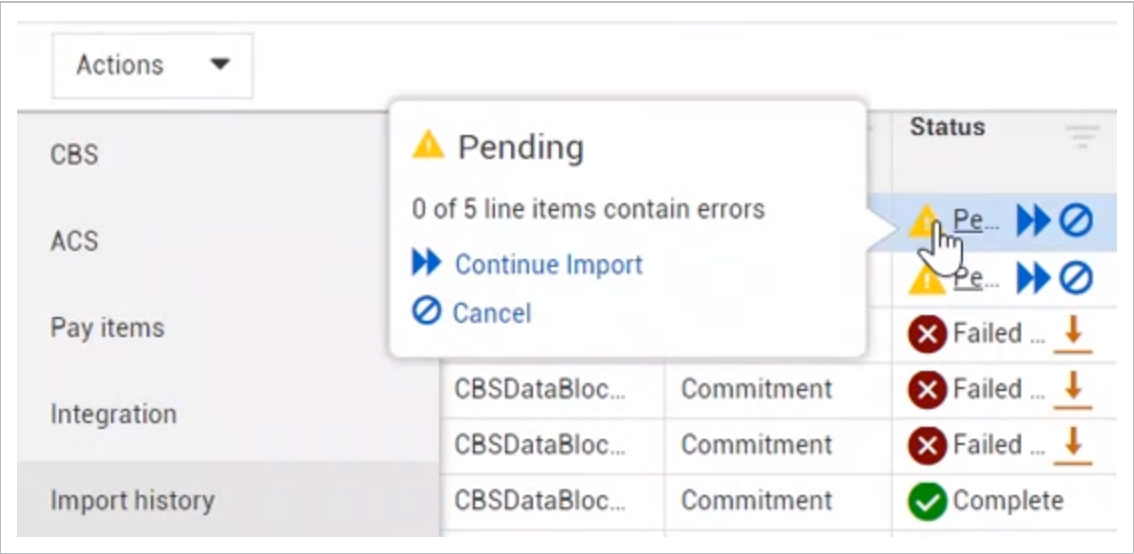 Actions
CBS
ACS
Pay items
Integration
Import history
Pending
0 of 5 line items contain errors
Continue Import
Cancel
Status
Pe...
Pe...
Failed ...
CBSDataBloc... Commitment Failed ...
CBSDataBloc... Commitment Failed ...
CBSDataBloc... Commitment Complete